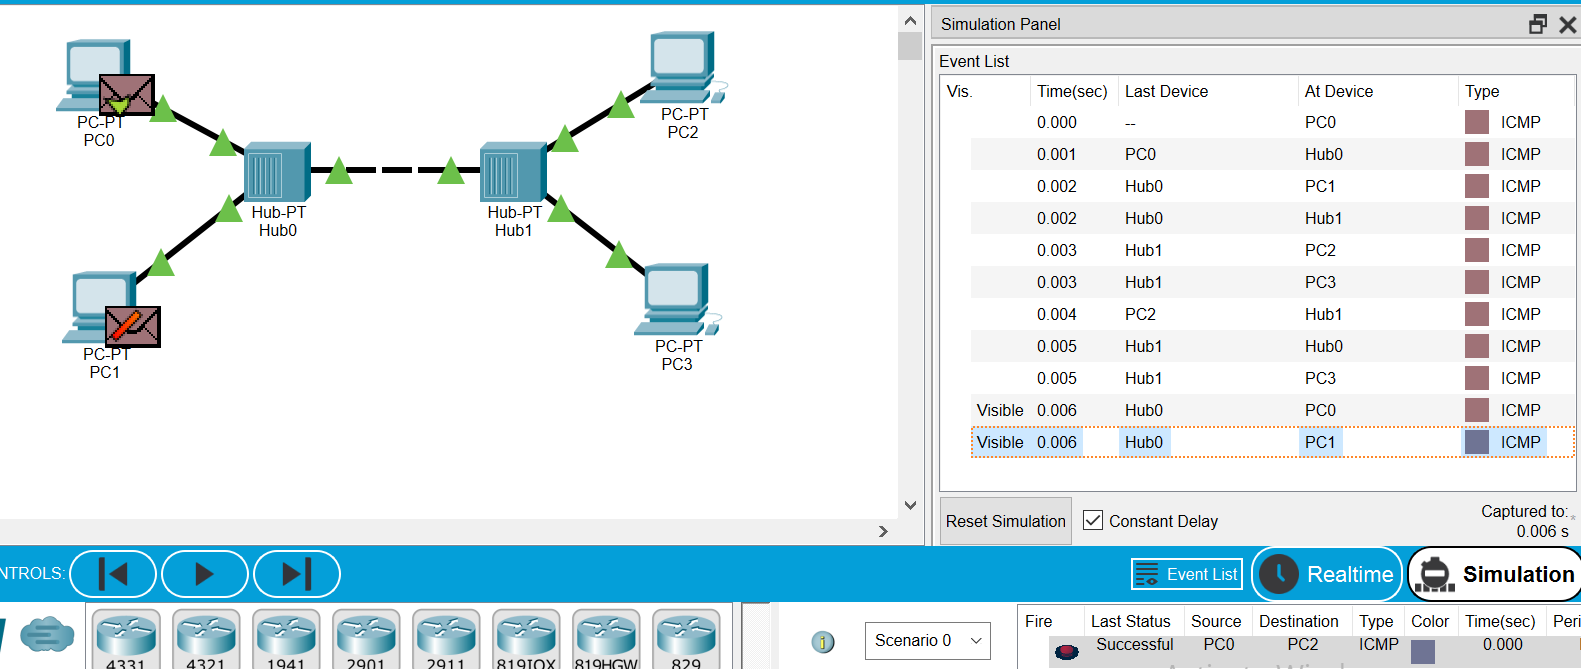 Simulation Panel
Event List
Vis. Time(sec) Last Device At Device Type
0.000 -- PC0 ICMP
0.001 PC0 Hub0 ICMP
0.002 Hub0 PC1 ICMP
0.002 Hub0 Hub1 ICMP
0.003 Hub1 PC2 ICMP
0.003 Hub1 PC3 ICMP
0.004 PC2 Hub1 ICMP
0.005 Hub1 Hub0 ICMP
0.005 Hub1 PC3 ICMP
Visible 0.006 Hub0 PC0 ICMP
Visible 0.006 Hub0 PC1 ICMP
Reset Simulation Constant Delay Captured to: *
0.006 s
PC-PT
PC0
PC-PT
PC2
Hub-PT
Hub0
Hub-PT
Hub1
PC-PT
PC1
PC-PT
PC3
NTROLS: Event List Realtime Simulation
4331 4321 1941 2901 2911 819IOX 819HGW 829
Scenario 0
Fire Last Status Source Destination Type Color Time(sec) Peri
Successful PC0 PC2 ICMP 0.000